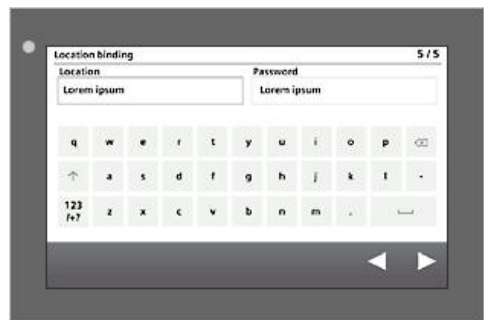 Location binding 5/5
Location Password
Lorem ipsum Lorem ipsum
q w e r t y u i o p
a s d f g h j k l -
123 z x c v b n m .
/+?